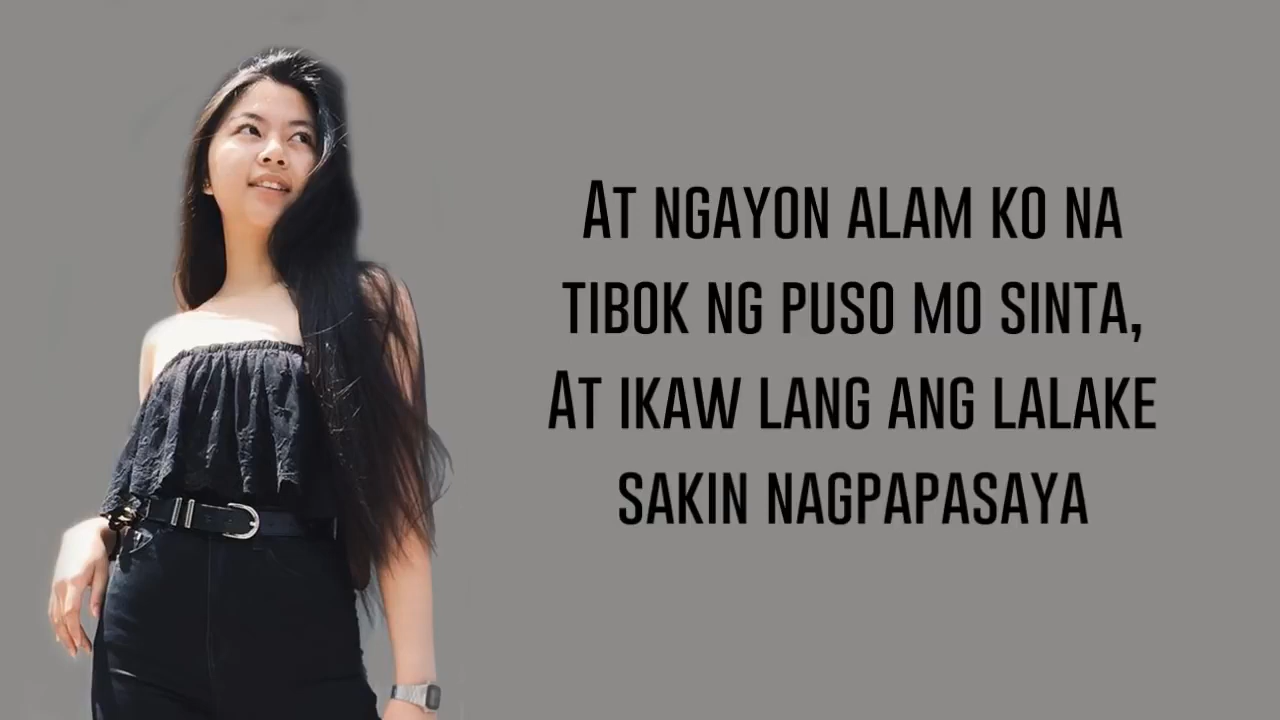 At ngayon alam ko na
tibok ng puso mo sinta,
At ikaw lang ang lalake
sakin nagpapasaya